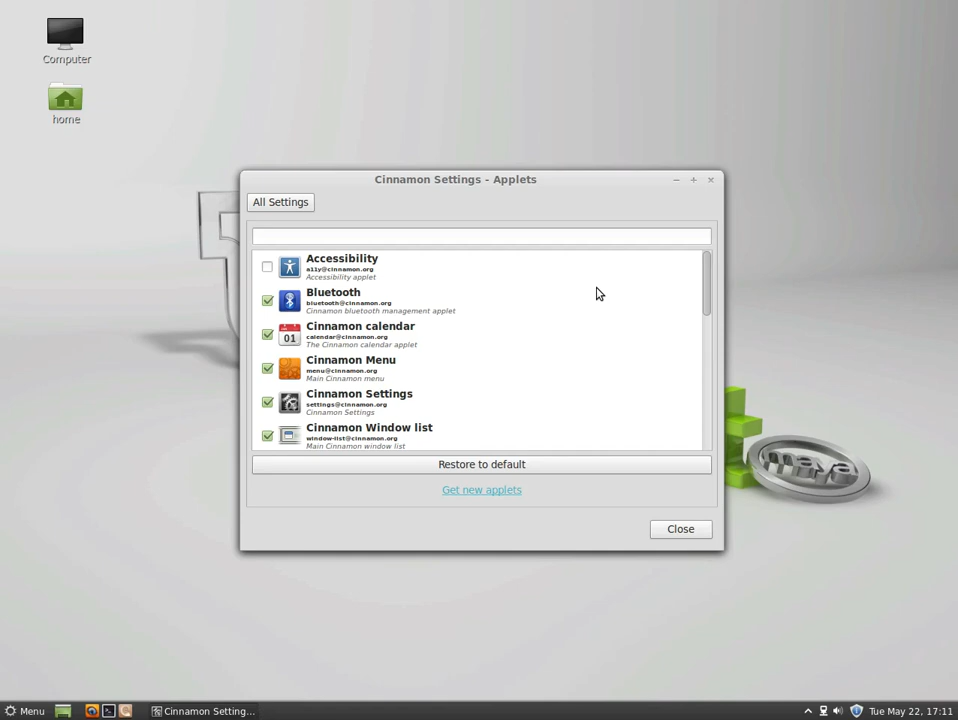 Computer
home
Cinnamon Settings - Applets
All Settings
Accessibility
a11y@cinnamon.org
Accessibility applet
Bluetooth
bluetooth@cinnamon.org
Cinnamon bluetooth management applet
01
Cinnamon calendar
calendar@cinnamon.org
The Cinnamon calendar applet
Cinnamon Menu
menu@cinnamon.org
Main Cinnamon menu
Cinnamon Settings
settings@cinnamon.org
Cinnamon Settings
Cinnamon Window list
window-list@cinnamon.org
Main Cinnamon window list
Restore to default
Get new applets
Close
maya
Menu
Cinnamon Setting...
Tue May 22, 17:11